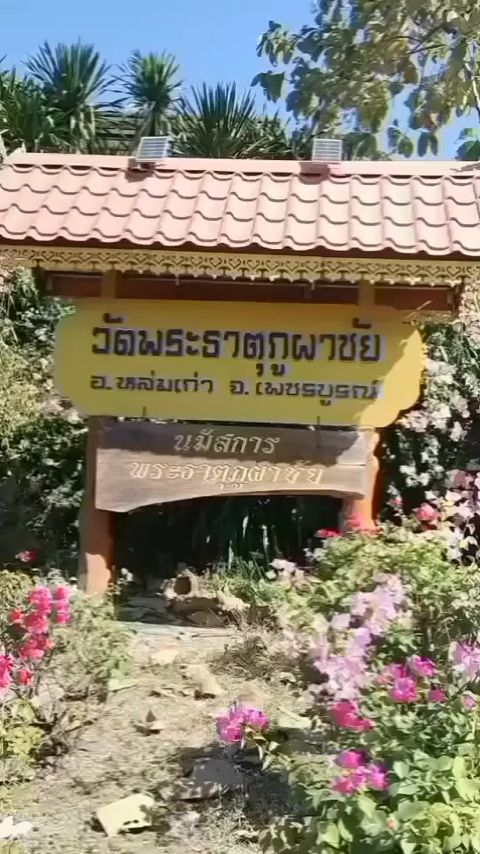 วัดพระธาตุภูผาชัย
อ.หล่มเก่า จ.เพชรบูรณ์
นมัสการ
พระธาตุภูผาชัย